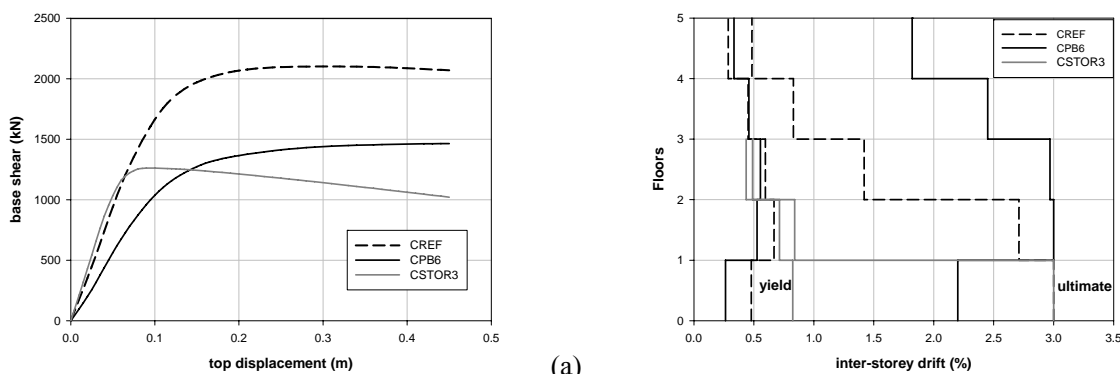 2500
2000
1500
1000
500
0
base shear (kN)
CREF
CPB6
CSTOR3
0.0 0.1 0.2 0.3 0.4 0.5
top displacement (m)
(a)
5
4
3
2
1
0
Floors
CREF
CPB6
CSTOR3
yield
ultimate
0.0 0.5 1.0 1.5 2.0 2.5 3.0 3.5
inter-storey drift (%)